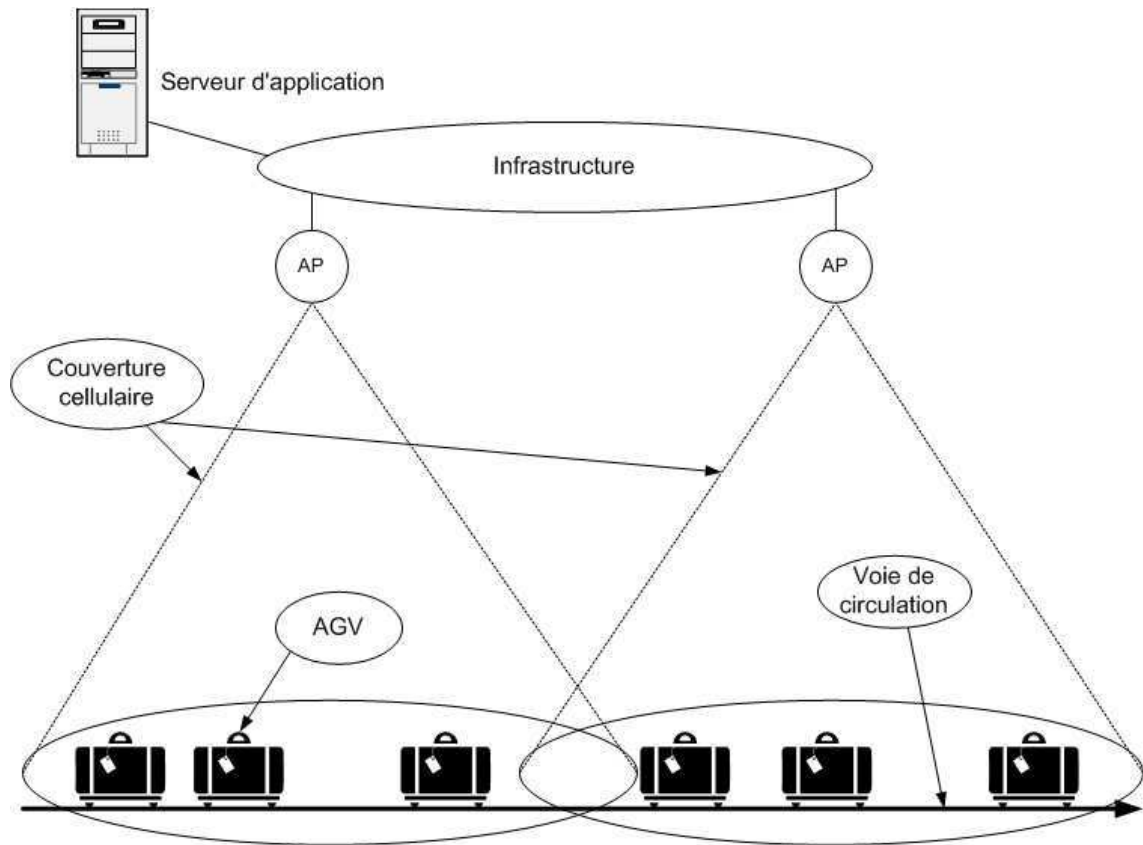 Serveur d'application
Infrastructure
AP
AP
Couverture
cellulaire
Voie de
circulation
AGV